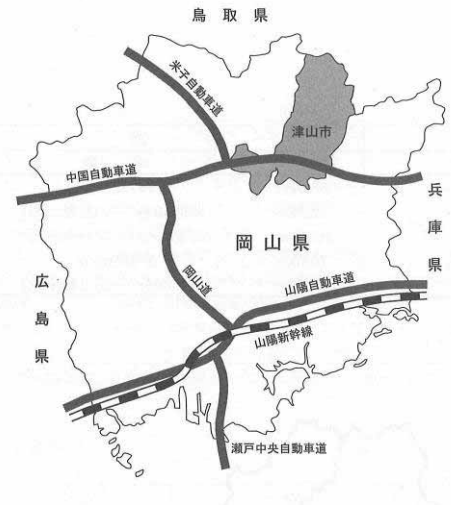 鳥取県
米子自動車道
津山市
中国自動車道
兵庫県
岡山県
岡山道
山陽自動車道
広島県
山陽新幹線
瀬戸中央自動車道